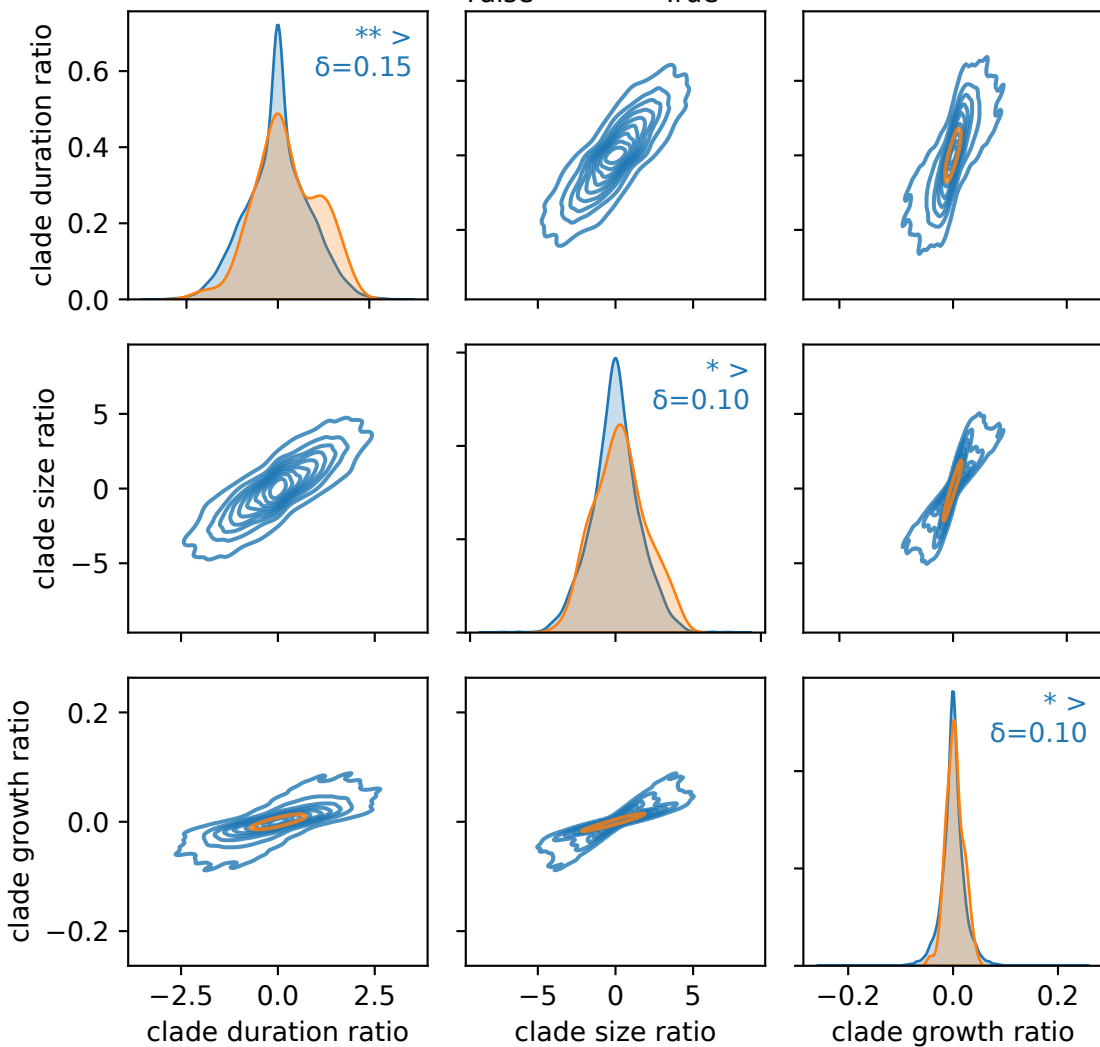 False True
clade duration ratio
0.6
0.4
0.2
0.0
** >
δ=0.15
clade size ratio
5
0
−5
* >
δ=0.10
clade growth ratio
0.2
0.0
−0.2
* >
δ=0.10
−2.5 0.0 2.5
−5 0 5
−0.2 0.0 0.2
clade duration ratio
clade size ratio
clade growth ratio